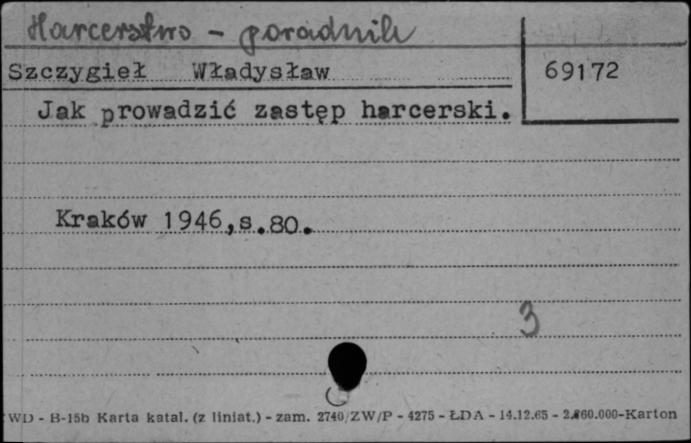 Harcerstwo - poradnik
Szczygieł Władysław 69172
Jak prowadzić zastęp harcerski.
Kraków 1946,s.80.
3
WD - B-15b Karta katal. (z liniat.) - zam. 2740/ZW/P - 4275 - ŁDA - 14.12.65 - 2.860.000-Karton